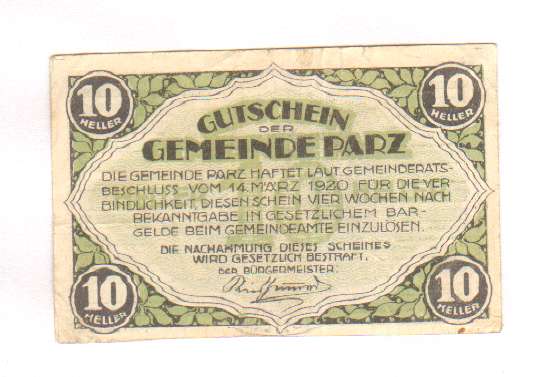 10 HELLER
10 HELLER
GUTSCHEIN
DER
GEMEINDE PARZ
DIE GEMEINDE PARZ HAFTET LAUT GEMEINDERATS-
BESCHLUSS VOM 14. MÄRZ 1920 FÜR DIE VER
BINDLICHKEIT, DIESEN SCHEIN VIER WOCHEN NACH
BEKANNTGABE IN GESETZLICHEM BAR-
GELDE BEIM GEMEINDEAMTE EINZULÖSEN.
DIE NACHAHMUNG DIESES SCHEINES
WIRD GESETZLICH BESTRAFT.
DER BÜRGERMEISTER:
10 HELLER
10 HELLER